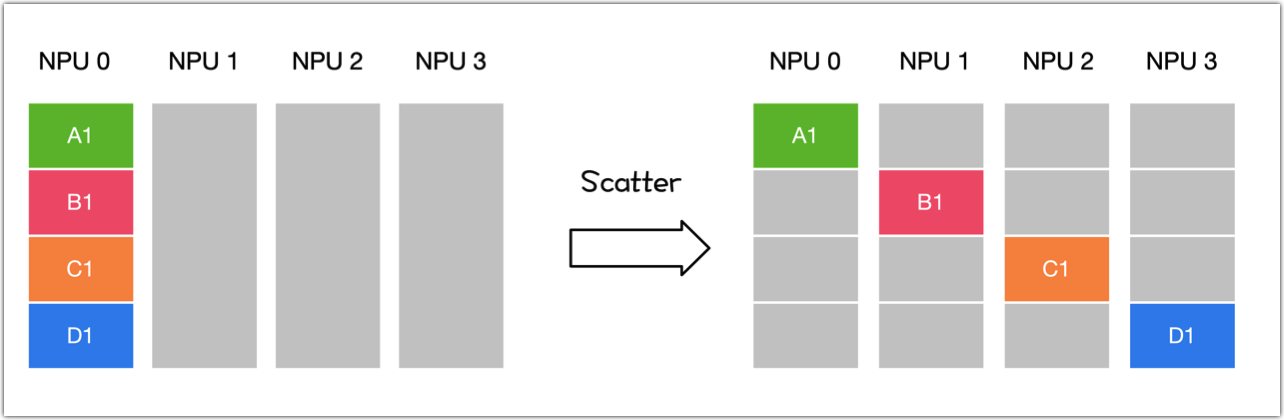 NPU 0 NPU 1 NPU 2 NPU 3 NPU 0 NPU 1 NPU 2 NPU 3
A1 A1
Scatter
B1 B1
C1 C1
D1 D1